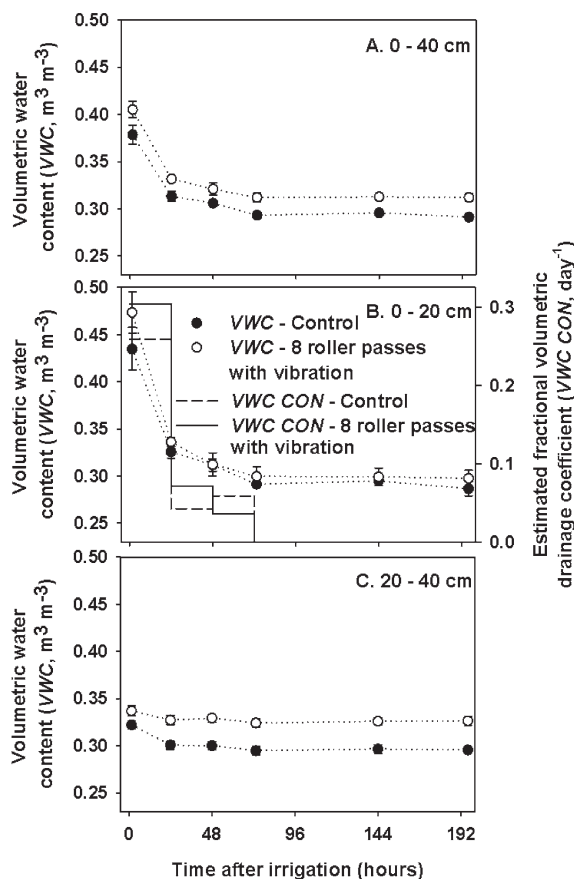 0.50
0.45
0.40
0.35
0.30
0.25
Volumetric water
content (VWC, m³ m⁻³)
A. 0 - 40 cm
0.50
0.45
0.40
0.35
0.30
0.25
Volumetric water
content (VWC, m³ m⁻³)
B. 0 - 20 cm
VWC - Control
VWC - 8 roller passes
with vibration
VWC CON - Control
VWC CON - 8 roller passes
with vibration
0.3
0.2
0.1
0.0
Estimated fractional volumetric
drainage coefficient (VWC CON, day⁻¹)
0.50
0.45
0.40
0.35
0.30
0.25
Volumetric water
content (VWC, m³ m⁻³)
C. 20 - 40 cm
0 48 96 144 192
Time after irrigation (hours)